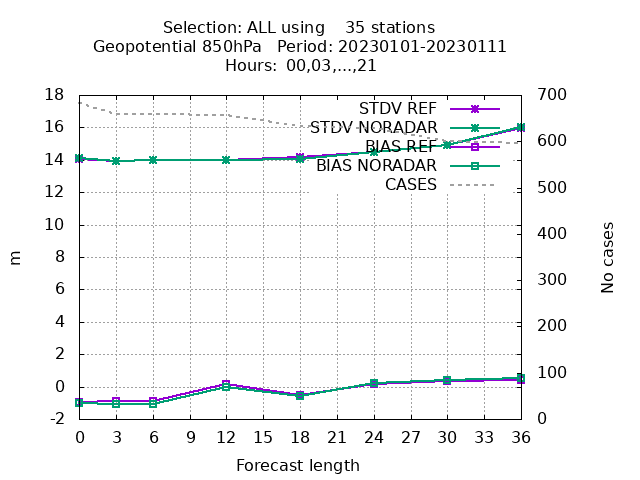 Selection: ALL using    35 stations
Geopotential 850hPa   Period: 20230101-20230111
Hours: 00,03,...,21
STDV REF
STDV NORADAR
BIAS REF
BIAS NORADAR
CASES
18
16
14
12
10
8
6
4
2
0
-2
m
700
600
500
400
300
200
100
0
No cases
0 3 6 9 12 15 18 21 24 27 30 33 36
Forecast length